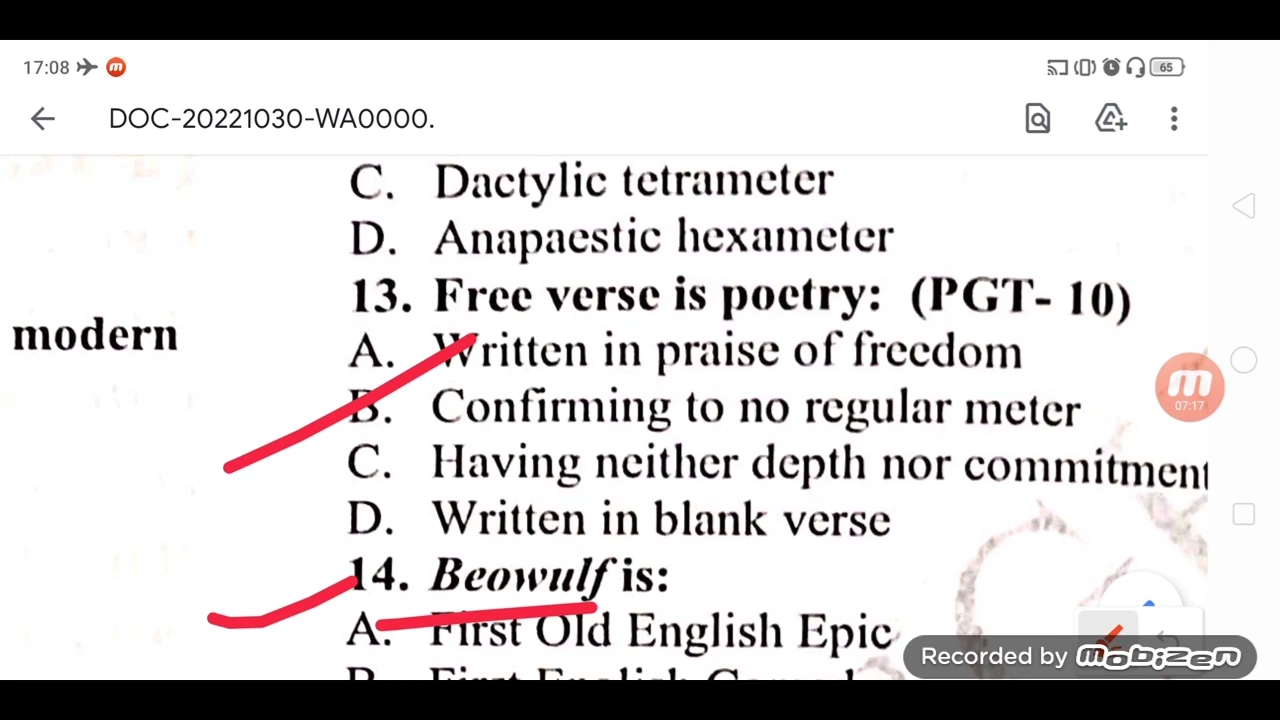 17:08
65
DOC-20221030-WA0000.
C. Dactylic tetrameter
D. Anapaestic hexameter
13. Free verse is poetry: (PGT- 10)
modern
A. Written in praise of freedom
B. Confirming to no regular meter
07:17
C. Having neither depth nor commitment
D. Written in blank verse
14. Beowulf is:
A. First Old English Epic
Recorded by mobizen